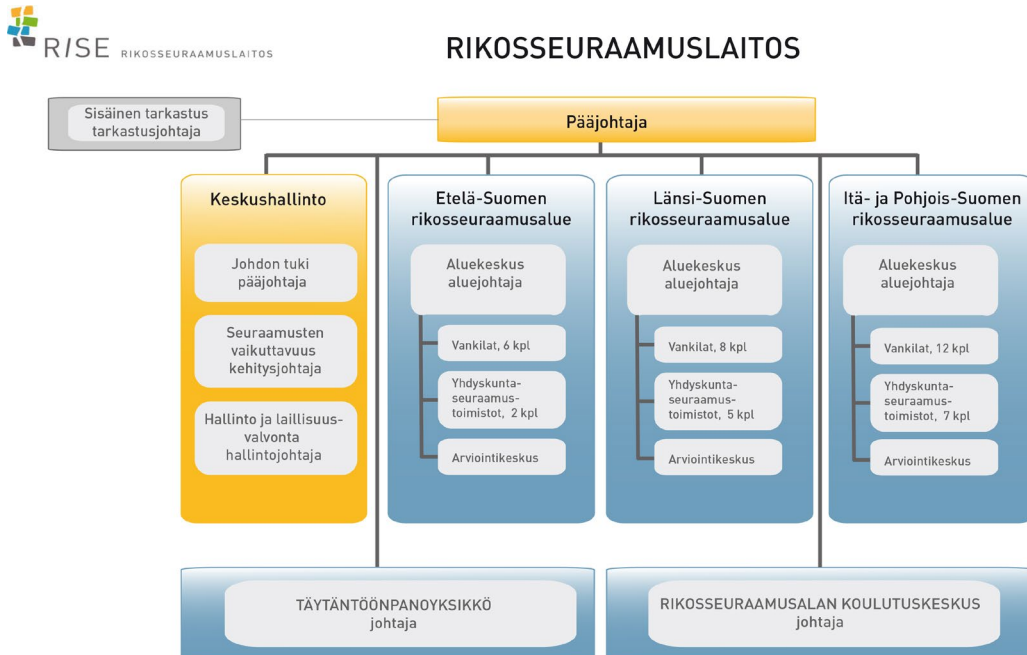 RISE RIKOSSEURAAMUSLAITOS
RIKOSSEURAAMUSLAITOS
Sisäinen tarkastus
tarkastusjohtaja
Pääjohtaja
Keskushallinto
Johdon tuki
pääjohtaja
Seuraamusten
vaikuttavuus
kehitysjohtaja
Hallinto ja laillisuus-
valvonta
hallintojohtaja
Etelä-Suomen
rikosseuraamusalue
Aluekeskus
aluejohtaja
Vankilat, 6 kpl
Yhdyskunta-
seuraamus-
toimistot, 2 kpl
Arviointikeskus
Länsi-Suomen
rikosseuraamusalue
Aluekeskus
aluejohtaja
Vankilat, 8 kpl
Yhdyskunta-
seuraamus-
toimistot, 5 kpl
Arviointikeskus
Itä- ja Pohjois-Suomen
rikosseuraamusalue
Aluekeskus
aluejohtaja
Vankilat, 12 kpl
Yhdyskunta-
seuraamus-
toimistot, 7 kpl
Arviointikeskus
TÄYTÄNTÖÖNPANOYKSIKKÖ
johtaja
RIKOSSEURAAMUSALAN KOULUTUSKESKUS
johtaja